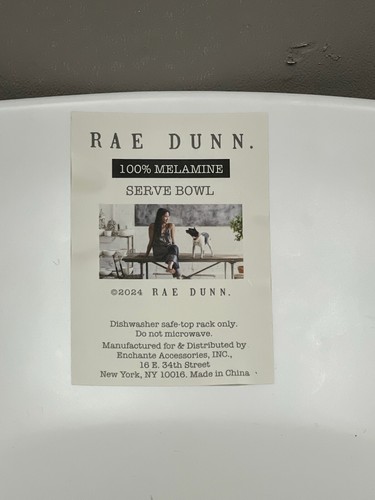 RAE DUNN.
100% MELAMINE
SERVE BOWL
©2024 RAE DUNN.
Dishwasher safe-top rack only.
Do not microwave.
Manufactured for & Distributed by
Enchante Accessories, INC.,
16 E. 34th Street
New York, NY 10016. Made in China